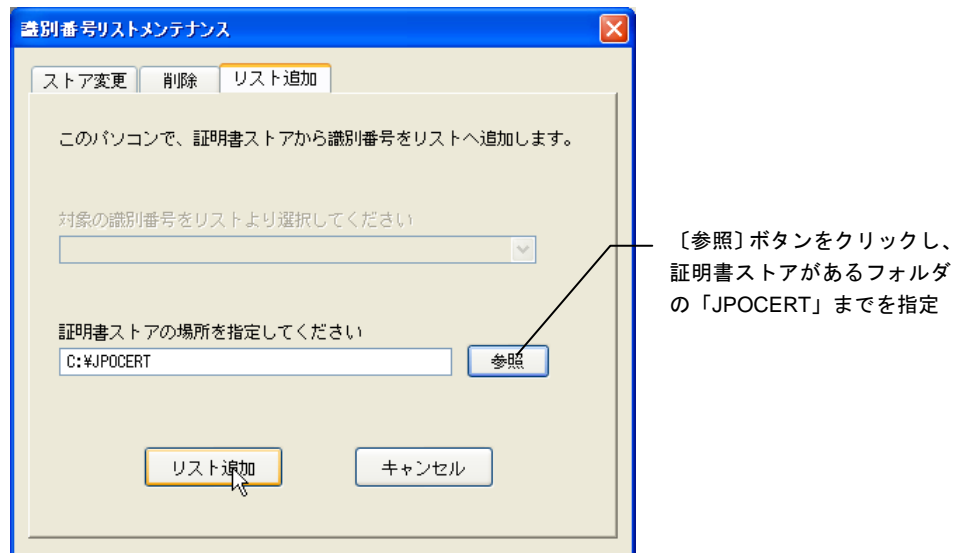 識別番号リストメンテナンス
ストア変更 削除 リスト追加
このパソコンで、証明書ストアから識別番号をリストへ追加します。
対象の識別番号をリストより選択してください
証明書ストアの場所を指定してください
C:¥JPOCERT 参照
リスト追加 キャンセル
〔参照〕ボタンをクリックし、
証明書ストアがあるフォルダ
の「JPOCERT」までを指定